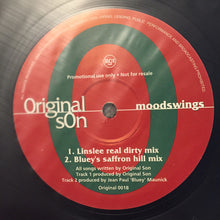 RCA
Promotional use only • Not for resale
Original
sOn
moodswings
1. Linslee real dirty mix
2. Bluey's saffron hill mix
All songs written by Original Son
Track 1 produced by Original Son
Track 2 produced by Jean Paul 'Bluey' Maunick
Original 001B